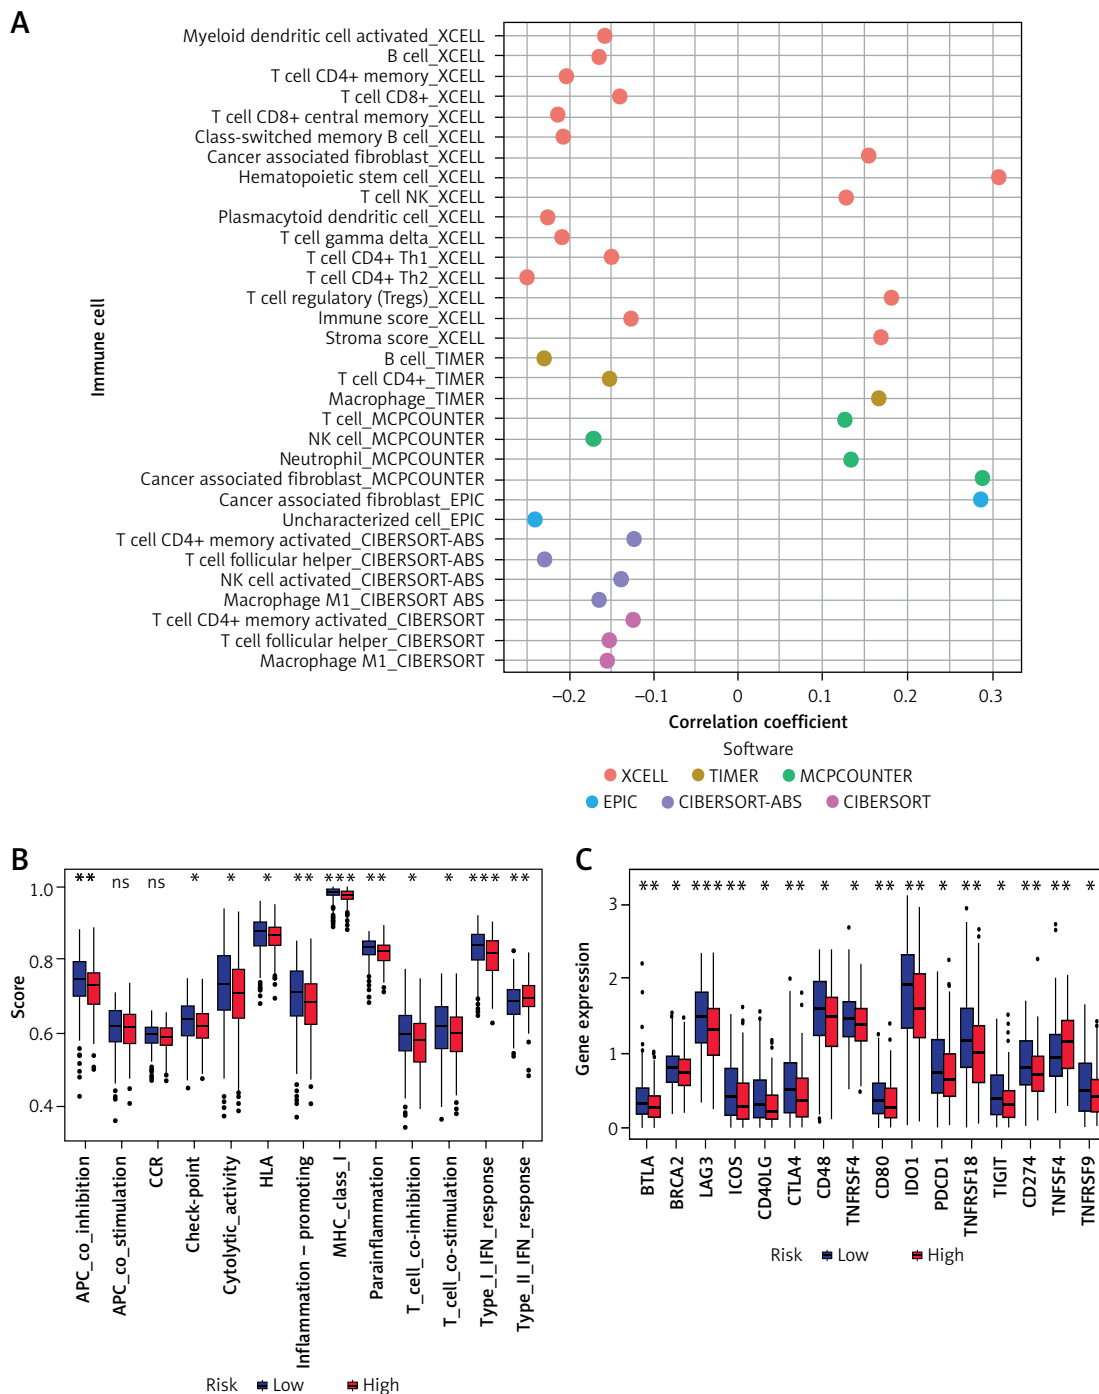 A
Myeloid dendritic cell activated_XCELL
B cell_XCELL
T cell CD4+ memory_XCELL
T cell CD8+_XCELL
T cell CD8+ central memory_XCELL
Class-switched memory B cell_XCELL
Cancer associated fibroblast_XCELL
Hematopoietic stem cell_XCELL
T cell NK_XCELL
Plasmacytoid dendritic cell_XCELL
T cell gamma delta_XCELL
T cell CD4+ Th1_XCELL
T cell CD4+ Th2_XCELL
T cell regulatory (Tregs)_XCELL
Immune score_XCELL
Stroma score_XCELL
B cell_TIMER
T cell CD4+_TIMER
Macrophage_TIMER
T cell_MCPCOUNTER
NK cell_MCPCOUNTER
Neutrophil_MCPCOUNTER
Cancer associated fibroblast_MCPCOUNTER
Cancer associated fibroblast_EPIC
Uncharacterized cell_EPIC
T cell CD4+ memory activated_CIBERSORT-ABS
T cell follicular helper_CIBERSORT-ABS
NK cell activated_CIBERSORT-ABS
Macrophage M1_CIBERSORT ABS
T cell CD4+ memory activated_CIBERSORT
T cell follicular helper_CIBERSORT
Macrophage M1_CIBERSORT
Immune cell
−0.2 −0.1 0 0.1 0.2 0.3
Correlation coefficient
Software
XCELL TIMER MCPCOUNTER
EPIC CIBERSORT-ABS CIBERSORT
B
** ns ns * * * ** *** ** * * *** **
1.0
0.8
0.6
0.4
Score
APC_co_inhibition
APC_co_stimulation
CCR
Check-point
Cytolytic_activity
HLA
Inflammation – promoting
MHC_class_I
Parainflammation
T_cell_co-inhibition
T_cell_co-stimulation
Type_I_IFN_response
Type_II_IFN_response
Risk Low High
C
** * *** ** * ** * * ** ** * ** * ** ** *
3
2
1
0
Gene expression
BTLA
BRCA2
LAG3
ICOS
CD40LG
CTLA4
CD48
TNFRSF4
CD80
IDO1
PDCD1
TNFRSF18
TIGIT
CD274
TNFSF4
TNFRSF9
Risk Low High